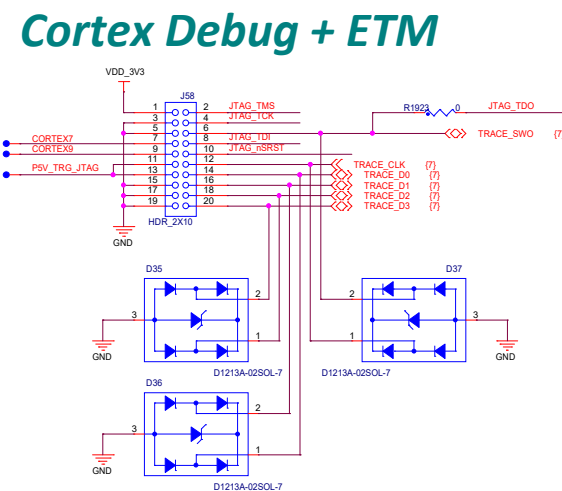 Cortex Debug + ETM
VDD_3V3
J58
R1923 0 JTAG_TDO
1 2 JTAG_TMS
3 4 JTAG_TCK
5 6
TRACE_SWO {7}
CORTEX7 7 8 JTAG_TDI
CORTEX9 9 10 JTAG_nSRST
11 12 TRACE_CLK {7}
P5V_TRG_JTAG 13 14 TRACE_D0 {7}
15 16 TRACE_D1 {7}
17 18 TRACE_D2 {7}
19 20 TRACE_D3 {7}
HDR_2X10
GND
D35 D37
2 2
3 3
1 1
GND GND
D1213A-02SOL-7 D1213A-02SOL-7
D36
2
3
1
GND
D1213A-02SOL-7